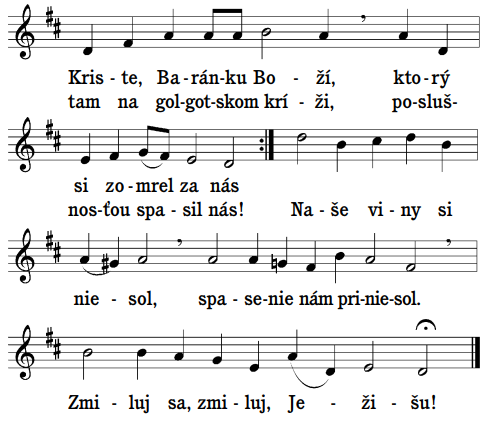 Kris - te, Ba - rán - ku Bo - ží, kto - rý
tam na gol - got - skom krí - ži, po - sluš -
si zo - mrel za nás
nos - ťou spa - sil nás! Na - še vi - ny si
nie - sol, spa - se - nie nám pri - nie - sol.
Zmi - luj sa, zmi - luj, Je - ži - šu!